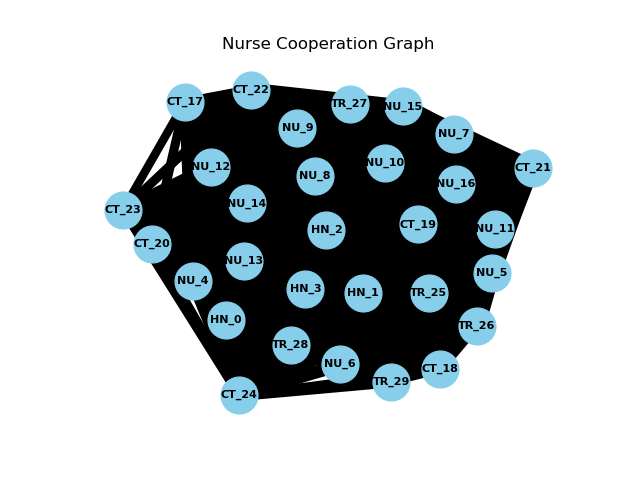 Nurse Cooperation Graph
CT_22
CT_17
TR_27
NU_15
NU_9
NU_7
NU_10
NU_12
CT_21
NU_8
NU_16
NU_14
CT_23
CT_19
HN_2
NU_11
CT_20
NU_13
NU_5
NU_4
HN_3
HN_1
TR_25
HN_0
TR_26
TR_28
NU_6
CT_18
TR_29
CT_24